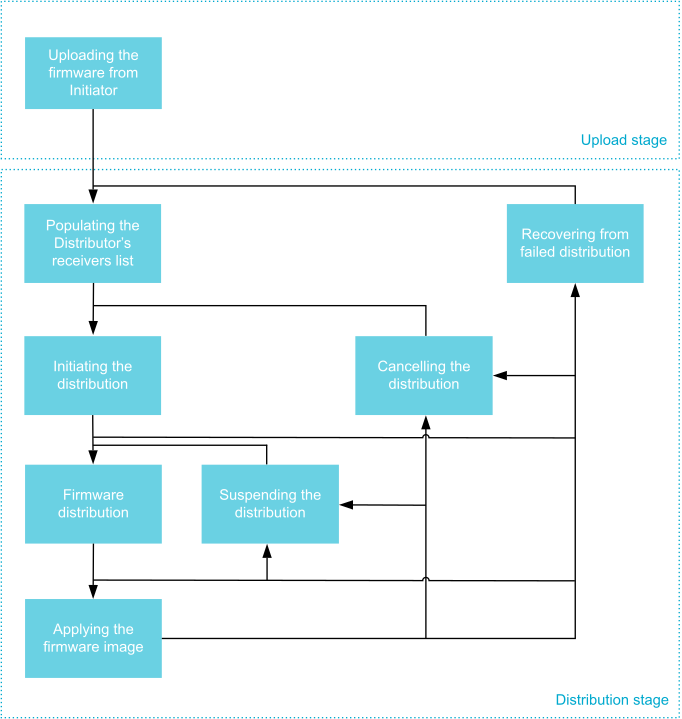 Uploading the
firmware from
Initiator
Upload stage
Populating the
Distributor's
receivers list
Recovering from
failed distribution
Initiating the
distribution
Cancelling the
distribution
Firmware
distribution
Suspending the
distribution
Applying the
firmware image
Distribution stage